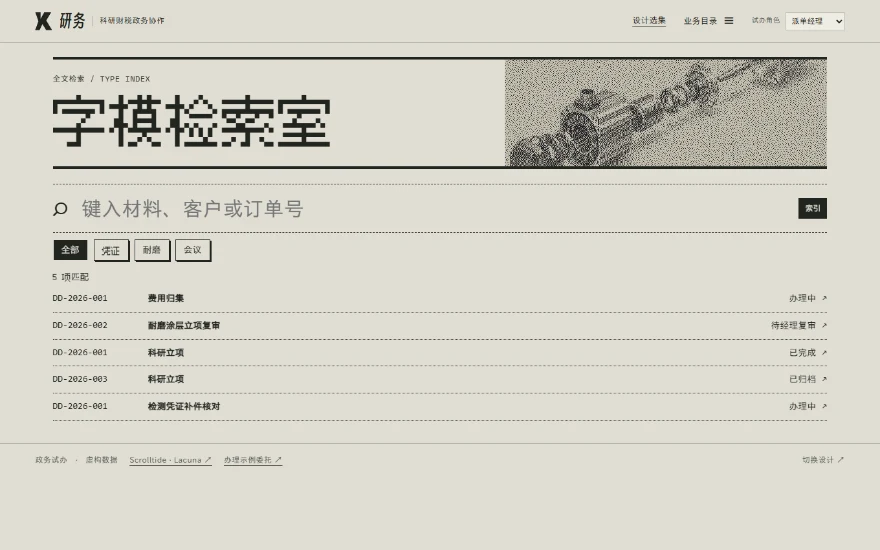 研务 科研财税政务协作 设计选集 业务目录 试办角色 派单经理
全文检索 / TYPE INDEX
字模检索室
键入材料、客户或订单号 索引
全部 凭证 耐磨 会议
5 项匹配
DD-2026-001 费用归集 办理中 ↗
DD-2026-002 耐磨涂层立项复审 待经理复审 ↗
DD-2026-001 科研立项 已完成 ↗
DD-2026-003 科研立项 已归档 ↗
DD-2026-001 检测凭证补件核对 办理中 ↗
政务试办 · 虚构数据 Scrolltide - Lacuna ↗ 办理示例委托 ↗ 切换设计 ↗